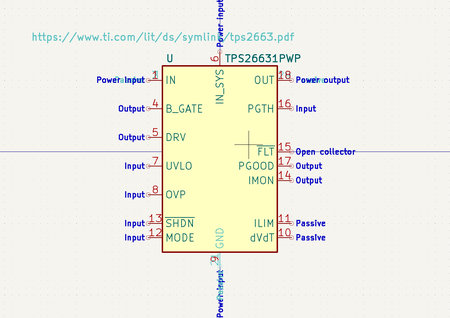 Power input
https://www.ti.com/lit/ds/symlink/tps2663.pdf
U TPS26631PWP
6
IN_SYS
Power input 1 IN OUT 18 Power output
Output 4 B_GATE PGTH 16 Input
Output 5 DRV
FLT 15 Open collector
Input 7 UVLO PGOOD 17 Output
IMON 14 Output
Input 8 OVP
Input 13 SHDN ILIM 11 Passive
Input 12 MODE dVdT 10 Passive
GND
9
Power input